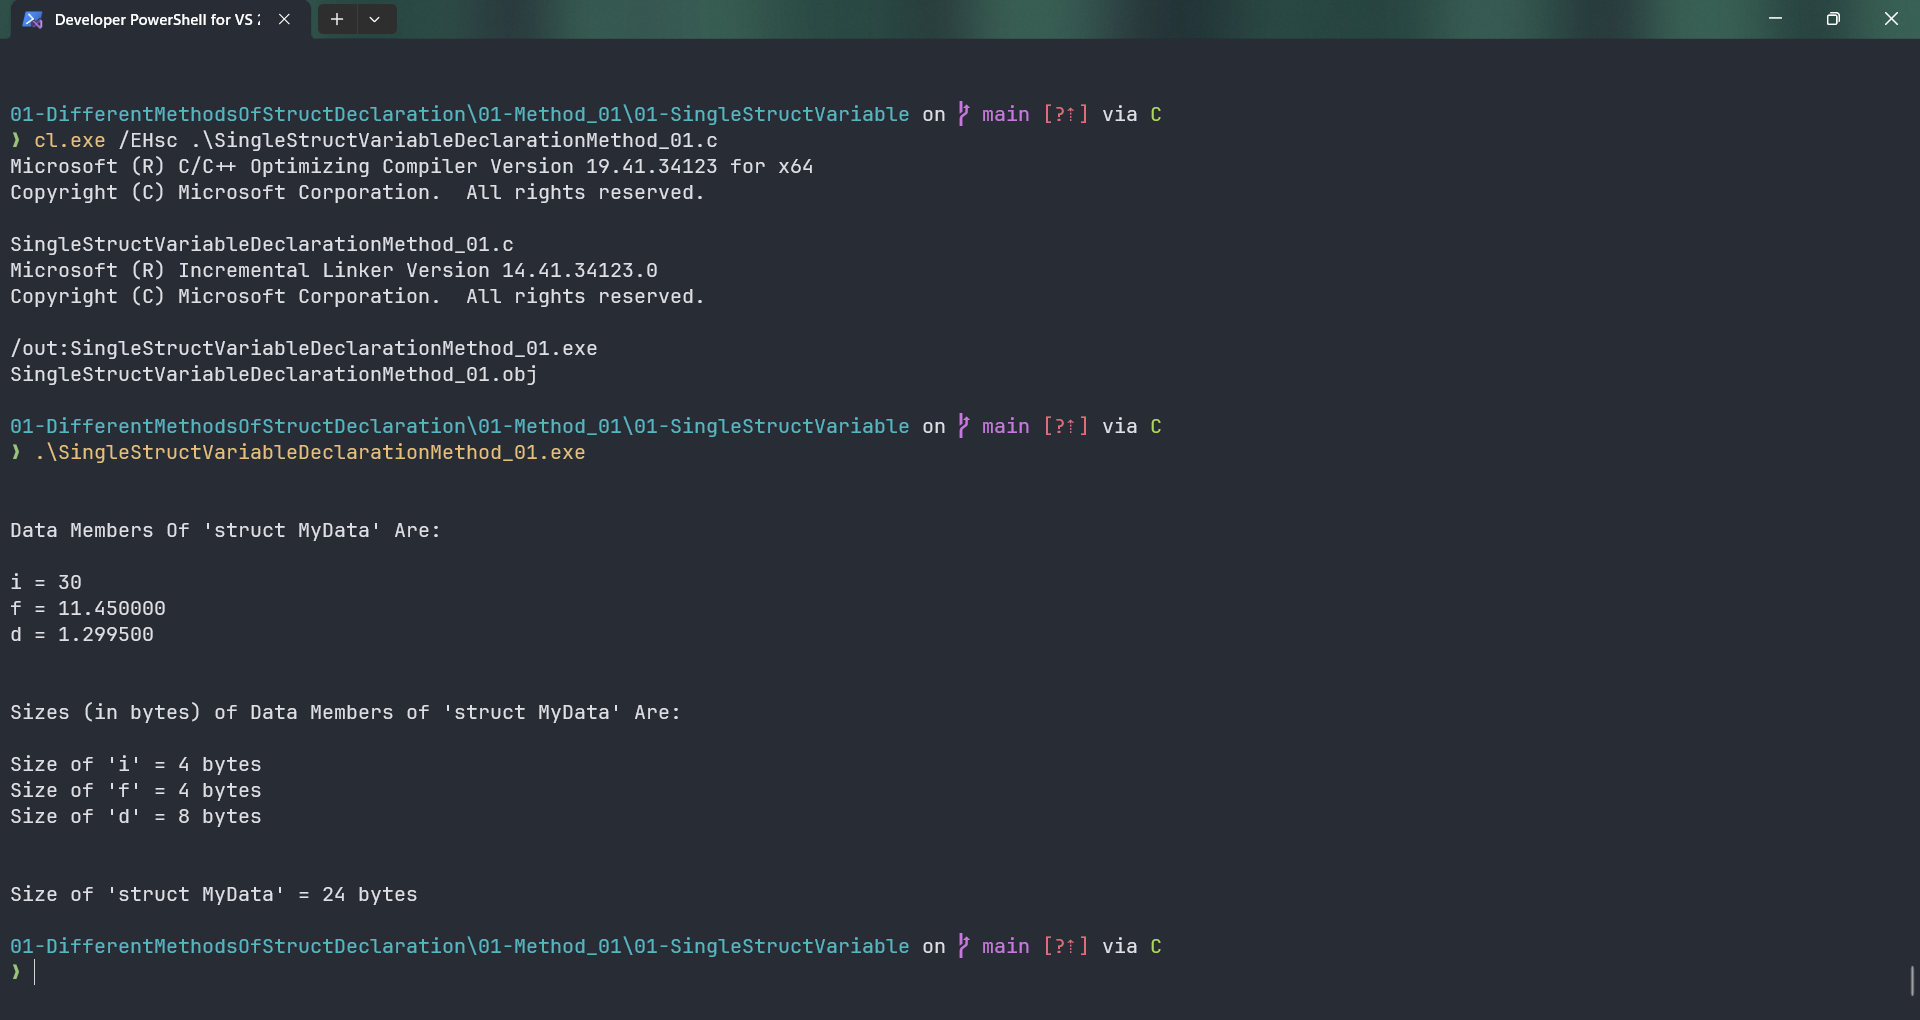 Developer PowerShell for VS 2
01-DifferentMethodsOfStructDeclaration\01-Method_01\01-SingleStructVariable on main [?⇡] via C
❯ cl.exe /EHsc .\SingleStructVariableDeclarationMethod_01.c
Microsoft (R) C/C++ Optimizing Compiler Version 19.41.34123 for x64
Copyright (C) Microsoft Corporation.  All rights reserved.
SingleStructVariableDeclarationMethod_01.c
Microsoft (R) Incremental Linker Version 14.41.34123.0
Copyright (C) Microsoft Corporation.  All rights reserved.
/out:SingleStructVariableDeclarationMethod_01.exe
SingleStructVariableDeclarationMethod_01.obj
01-DifferentMethodsOfStructDeclaration\01-Method_01\01-SingleStructVariable on main [?⇡] via C
❯ .\SingleStructVariableDeclarationMethod_01.exe
Data Members Of 'struct MyData' Are:
i = 30
f = 11.450000
d = 1.299500
Sizes (in bytes) of Data Members of 'struct MyData' Are:
Size of 'i' = 4 bytes
Size of 'f' = 4 bytes
Size of 'd' = 8 bytes
Size of 'struct MyData' = 24 bytes
01-DifferentMethodsOfStructDeclaration\01-Method_01\01-SingleStructVariable on main [?⇡] via C
❯